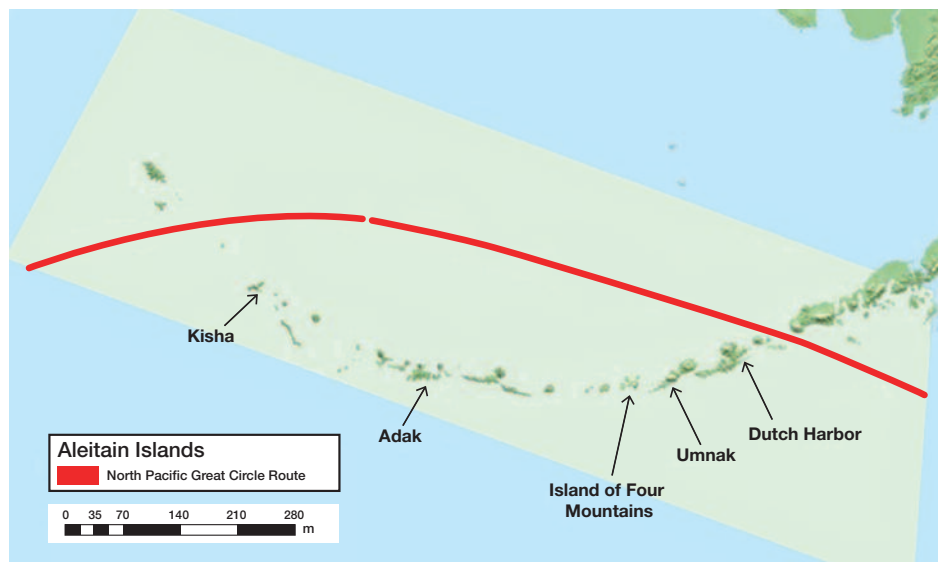 Kisha
Adak
Dutch Harbor
Umnak
Island of Four
Mountains
Aleitain Islands
North Pacific Great Circle Route
0 35 70 140 210 280
m